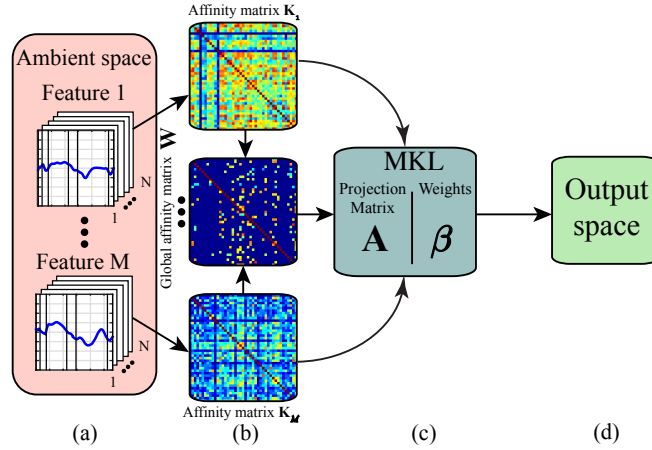 Ambient space
Feature 1
N
1
Feature M
N
1
(a)
Affinity matrix K₁
Global affinity matrix W
Affinity matrix K_M
(b)
MKL
Projection Matrix
A
Weights
β
(c)
Output
space
(d)